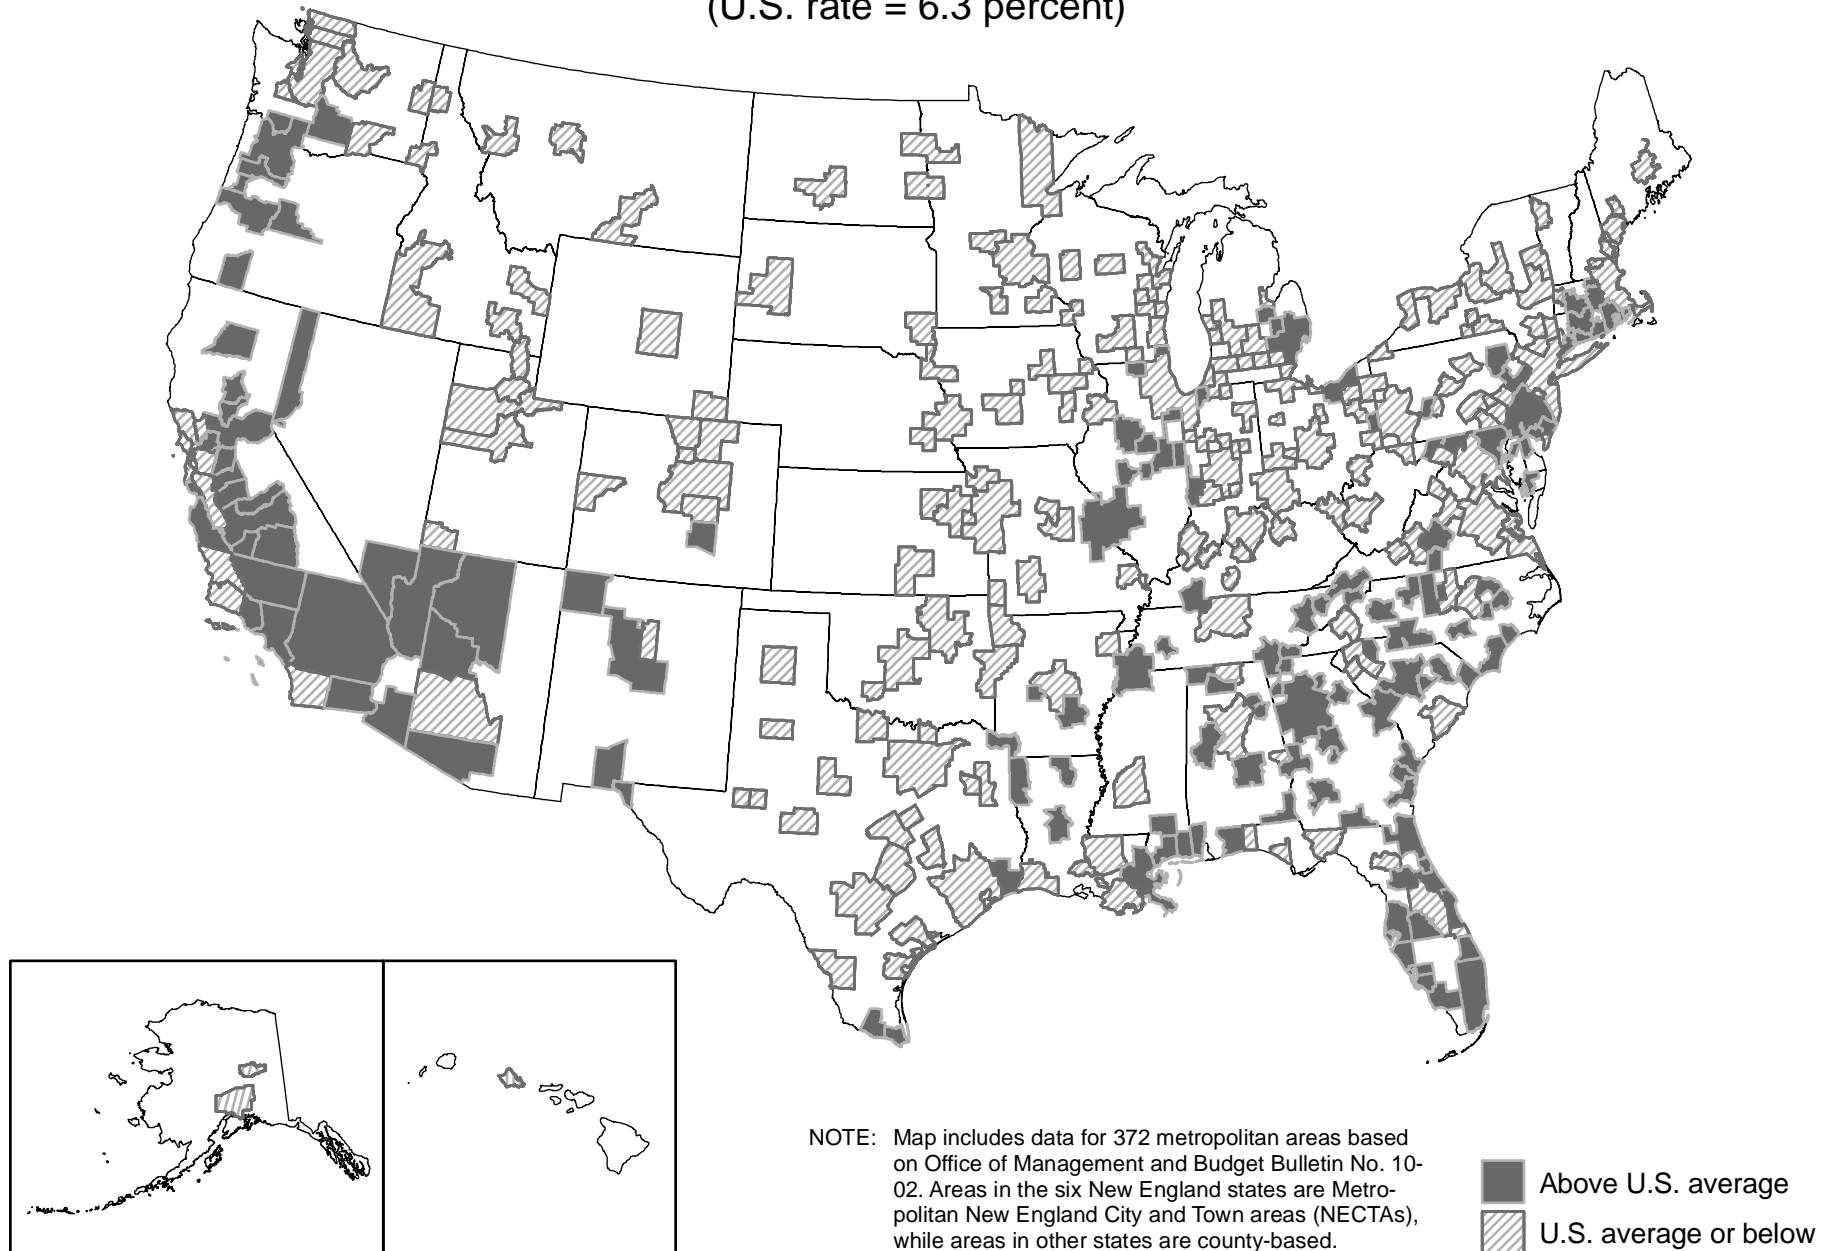 (U.S. rate = 6.3 percent)
NOTE: Map includes data for 372 metropolitan areas based
on Office of Management and Budget Bulletin No. 10-
02. Areas in the six New England states are Metro-
politan New England City and Town areas (NECTAs),
while areas in other states are county-based.
Above U.S. average
U.S. average or below